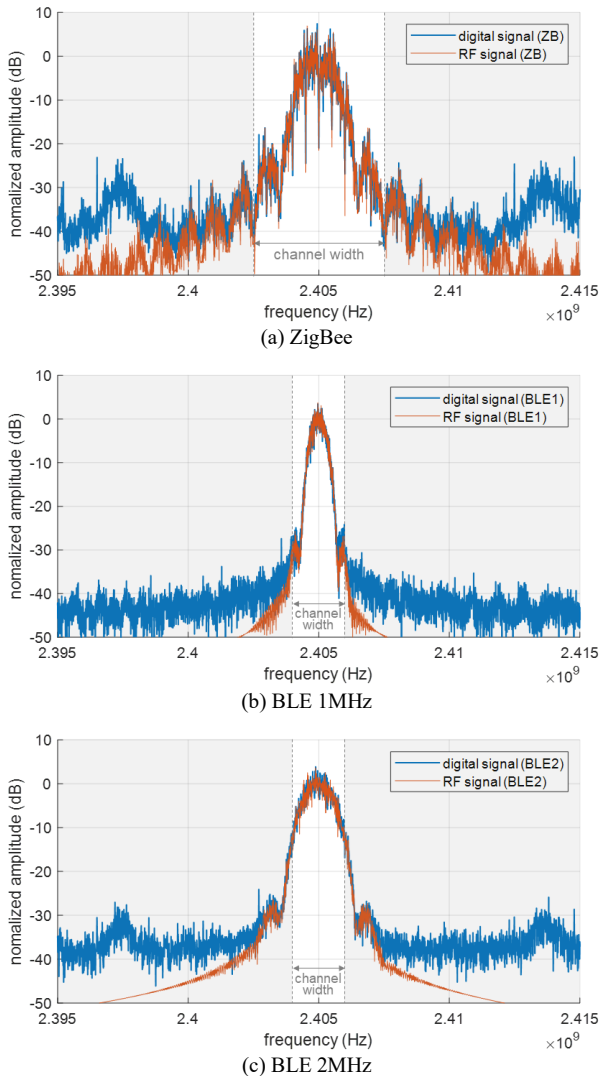 10
0
-10
-20
-30
-40
-50
nomalized amplitude (dB)
digital signal (ZB)
RF signal (ZB)
channel width
2.395
2.4
2.405
2.41
2.415
frequency (Hz)
×10⁹
(a) ZigBee
10
0
-10
-20
-30
-40
-50
nomalized amplitude (dB)
digital signal (BLE1)
RF signal (BLE1)
channel
width
2.395
2.4
2.405
2.41
2.415
frequency (Hz)
×10⁹
(b) BLE 1MHz
10
0
-10
-20
-30
-40
-50
nomalized amplitude (dB)
digital signal (BLE2)
RF signal (BLE2)
channel
width
2.395
2.4
2.405
2.41
2.415
frequency (Hz)
×10⁹
(c) BLE 2MHz